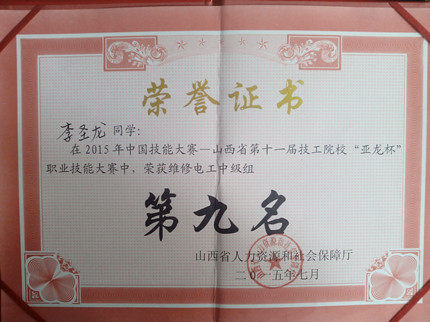 荣誉证书
李圣龙 同学：
在2015年中国技能大赛—山西省第十一届技工院校“亚龙杯”
职业技能大赛中，荣获维修电工中级组
第九名
山西省人力资源和社会保障厅
二〇一五年七月